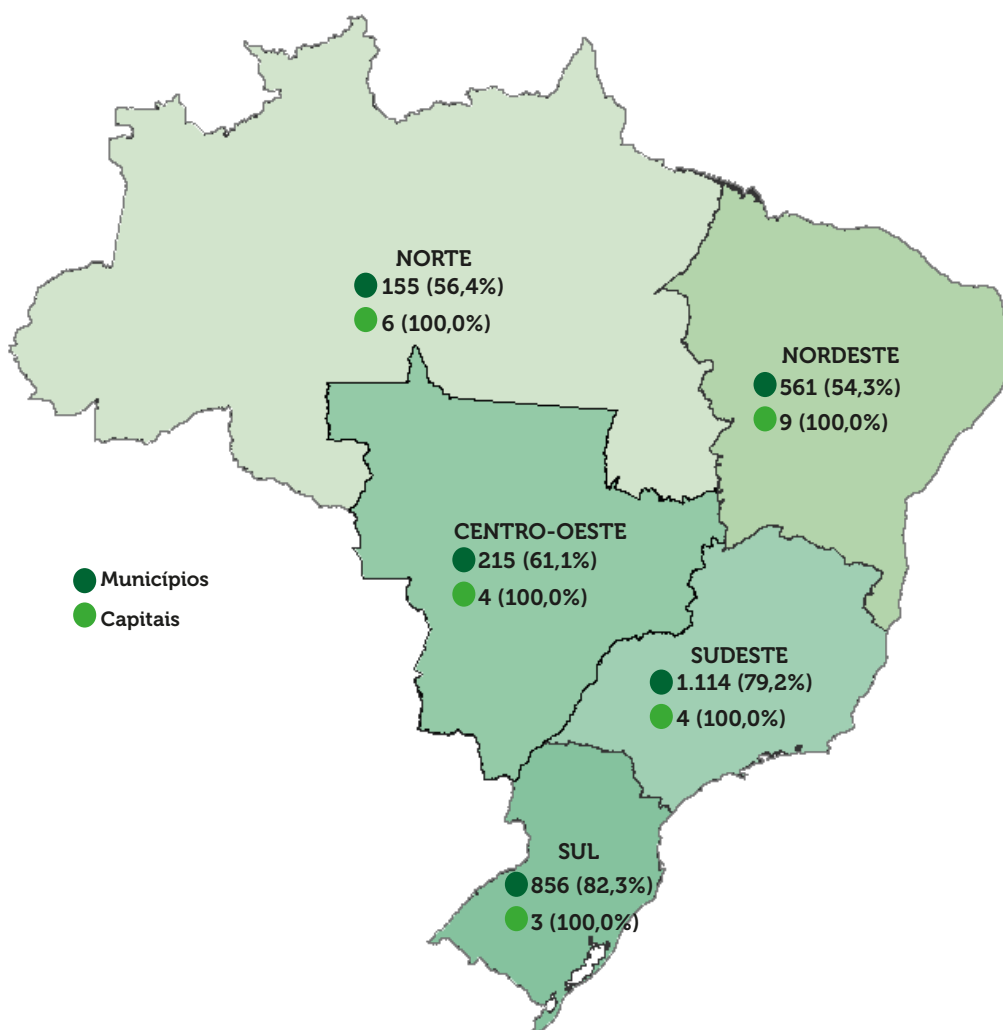 NORTE
155 (56,4%)
6 (100,0%)
NORDESTE
561 (54,3%)
9 (100,0%)
CENTRO-OESTE
215 (61,1%)
4 (100,0%)
Municípios
Capitais
SUDESTE
1.114 (79,2%)
4 (100,0%)
SUL
856 (82,3%)
3 (100,0%)